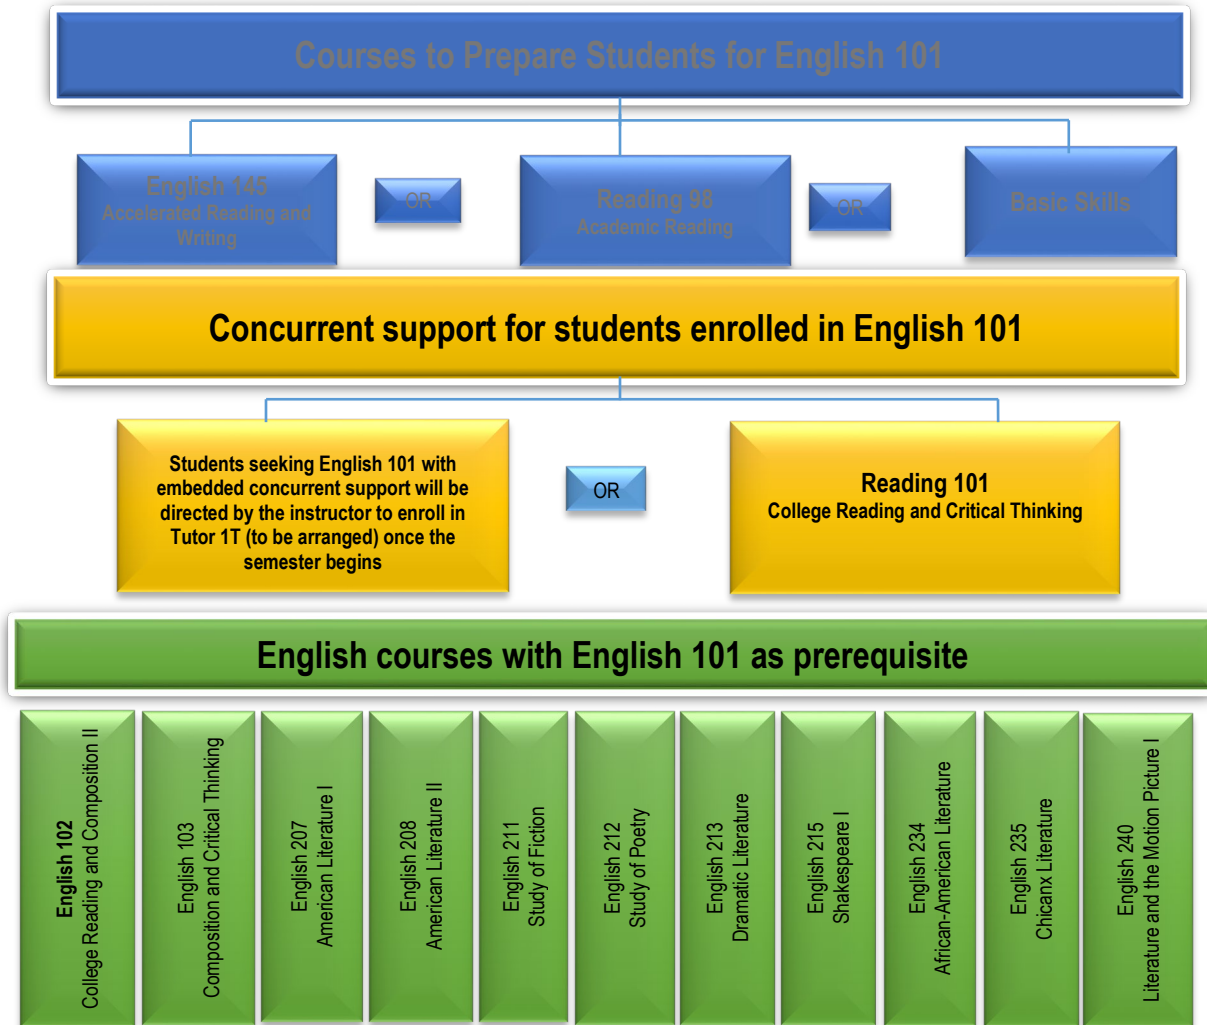 Courses to Prepare Students for English 101
English 145
Accelerated Reading and
Writing
OR
Reading 98
Academic Reading
OR
Basic Skills
Concurrent support for students enrolled in English 101
Students seeking English 101 with
embedded concurrent support will be
directed by the instructor to enroll in
Tutor 1T (to be arranged) once the
semester begins
OR
Reading 101
College Reading and Critical Thinking
English courses with English 101 as prerequisite
English 102
College Reading and Composition II
English 103
Composition and Critical Thinking
English 207
American Literature I
English 208
American Literature II
English 211
Study of Fiction
English 212
Study of Poetry
English 213
Dramatic Literature
English 215
Shakespeare I
English 234
African-American Literature
English 235
Chicanx Literature
English 240
Literature and the Motion Picture I